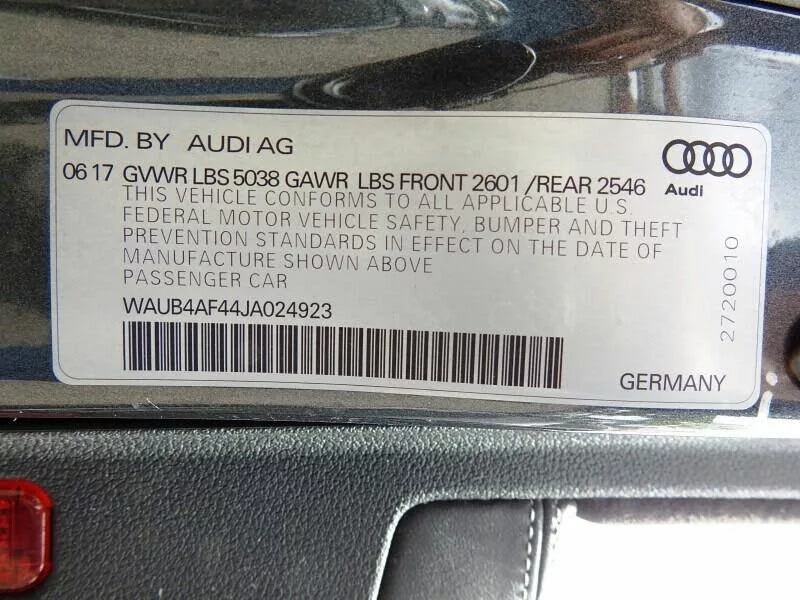 MFD. BY AUDI AG
Audi
06 17 GVWR LBS 5038 GAWR LBS FRONT 2601 /REAR 2546
THIS VEHICLE CONFORMS TO ALL APPLICABLE U.S.
FEDERAL MOTOR VEHICLE SAFETY, BUMPER AND THEFT
PREVENTION STANDARDS IN EFFECT ON THE DATE OF
MANUFACTURE SHOWN ABOVE
PASSENGER CAR
WAUB4AF44JA024923
GERMANY
2720010